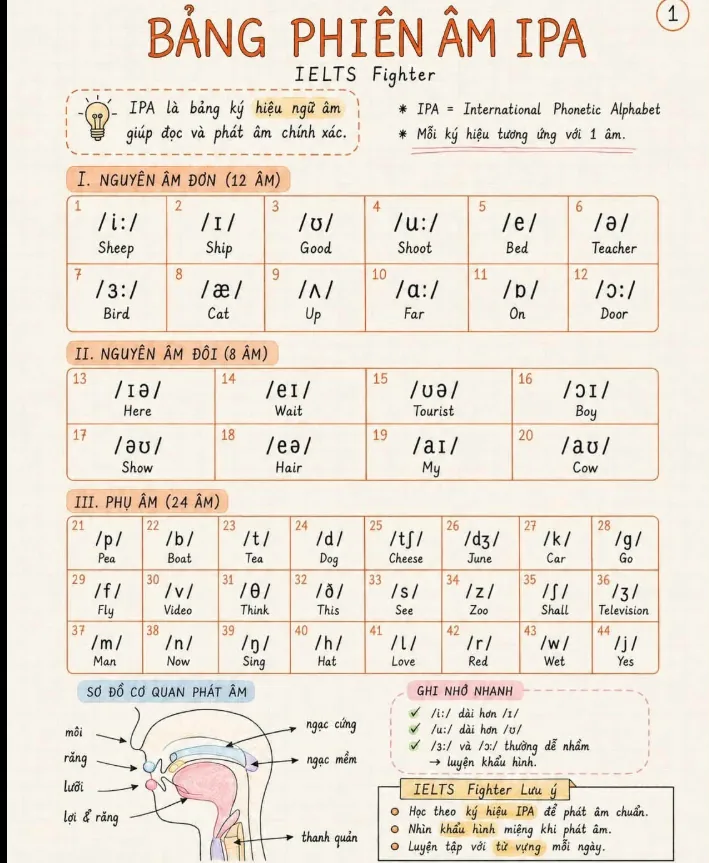 1
BẢNG PHIÊN ÂM IPA
IELTS Fighter
IPA là bảng ký hiệu ngữ âm
giúp đọc và phát âm chính xác.
* IPA = International Phonetic Alphabet
* Mỗi ký hiệu tương ứng với 1 âm.
I. NGUYÊN ÂM ĐƠN (12 ÂM)
1 2 3 4 5 6
/i:/ /ɪ/ /ʊ/ /u:/ /e/ /ə/
Sheep Ship Good Shoot Bed Teacher
7 8 9 10 11 12
/ɜ:/ /æ/ /ʌ/ /ɑ:/ /ɒ/ /ɔ:/
Bird Cat Up Far On Door
II. NGUYÊN ÂM ĐÔI (8 ÂM)
13 14 15 16
/ɪə/ /eɪ/ /ʊə/ /ɔɪ/
Here Wait Tourist Boy
17 18 19 20
/əʊ/ /eə/ /aɪ/ /aʊ/
Show Hair My Cow
III. PHỤ ÂM (24 ÂM)
21 22 23 24 25 26 27 28
/p/ /b/ /t/ /d/ /tʃ/ /dʒ/ /k/ /g/
Pea Boat Tea Dog Cheese June Car Go
29 30 31 32 33 34 35 36
/f/ /v/ /θ/ /ð/ /s/ /z/ /ʃ/ /ʒ/
Fly Video Think This See Zoo Shall Television
37 38 39 40 41 42 43 44
/m/ /n/ /ŋ/ /h/ /l/ /r/ /w/ /j/
Man Now Sing Hat Love Red Wet Yes
SƠ ĐỒ CƠ QUAN PHÁT ÂM
môi
răng
lưỡi
lợi & răng
ngạc cứng
ngạc mềm
thanh quản
GHI NHỚ NHANH
✓ /i:/ dài hơn /ɪ/
✓ /u:/ dài hơn /ʊ/
✓ /ɜ:/ và /ɔ:/ thường dễ nhầm
→ luyện khẩu hình.
IELTS Fighter Lưu ý
Học theo ký hiệu IPA để phát âm chuẩn.
Nhìn khẩu hình miệng khi phát âm.
Luyện tập với từ vựng mỗi ngày.